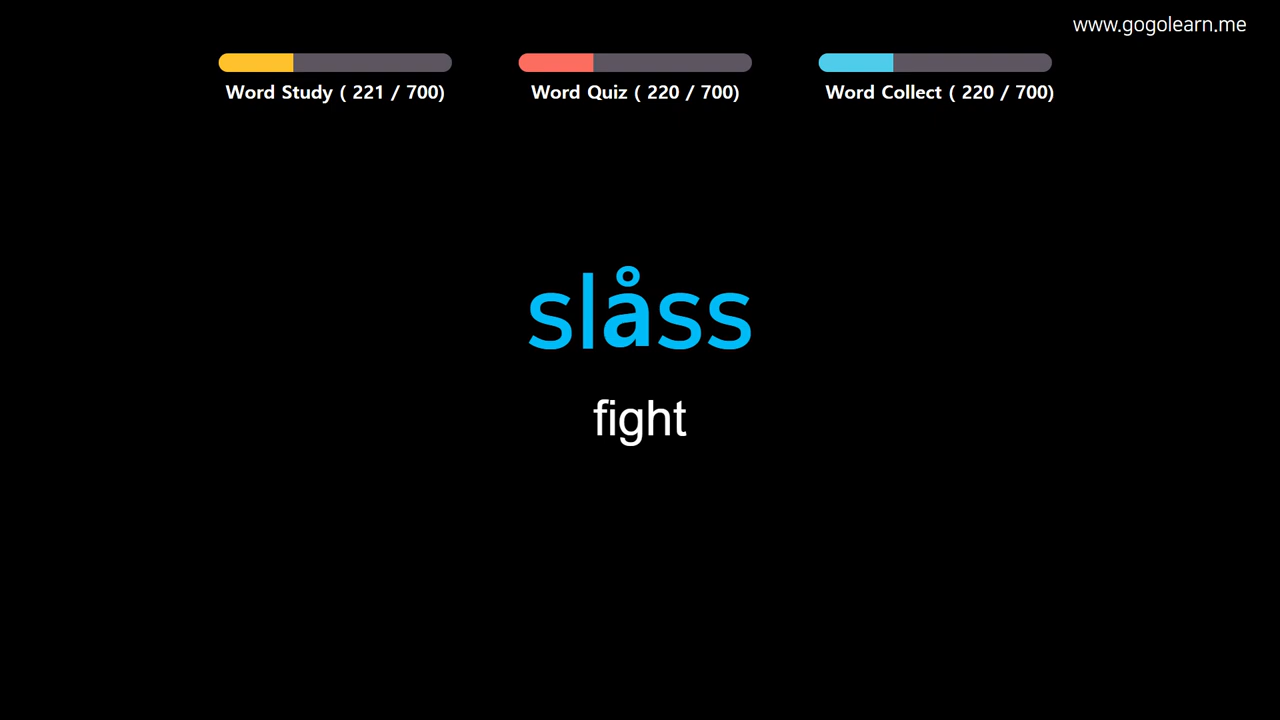 www.gogolearn.me
Word Study ( 221 / 700)
Word Quiz ( 220 / 700)
Word Collect ( 220 / 700)
slåss
fight